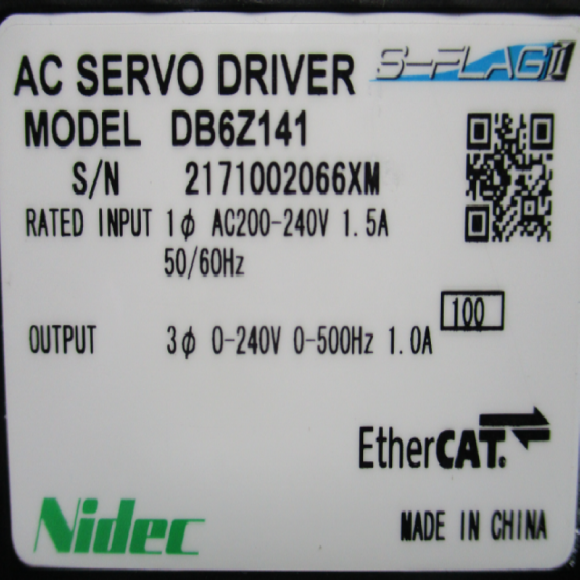 AC SERVO DRIVER S-FLAG II
MODEL DB6Z141
S/N 2171002066XM
RATED INPUT 1ϕ AC200-240V 1.5A
50/60Hz
100
OUTPUT 3ϕ 0-240V 0-500Hz 1.0A
EtherCAT®
Nidec MADE IN CHINA